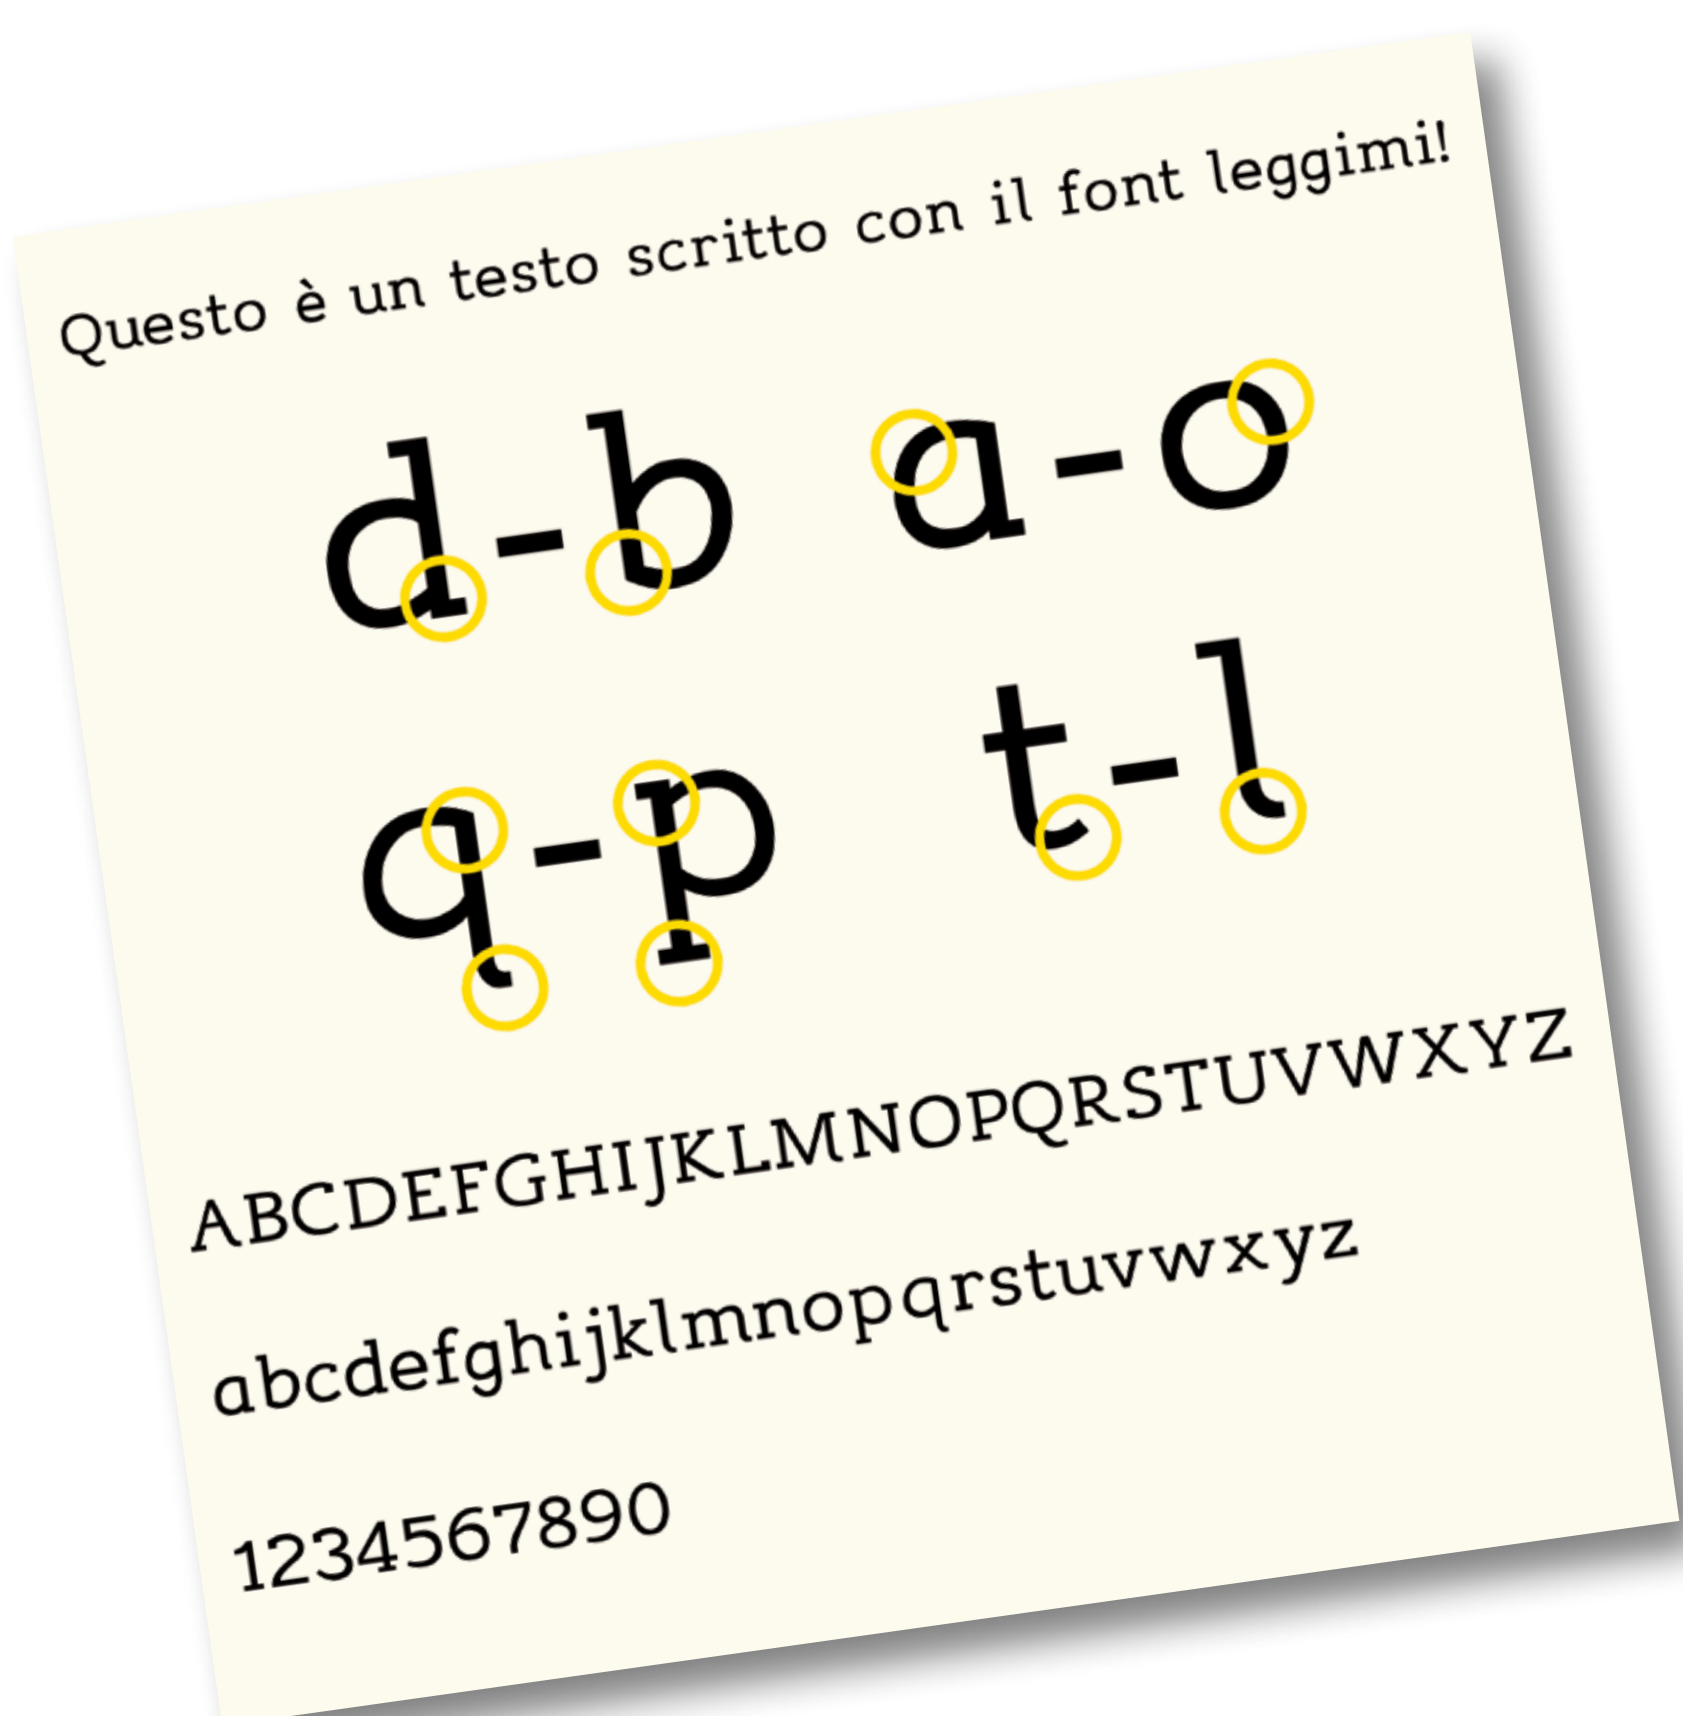 Questo è un testo scritto con il font leggimi!
d-b a-o
q-p t-l
ABCDEFGHIJKLMNOPQRSTUVWXYZ
abcdefghijklmnopqrstuvwxyz
1234567890